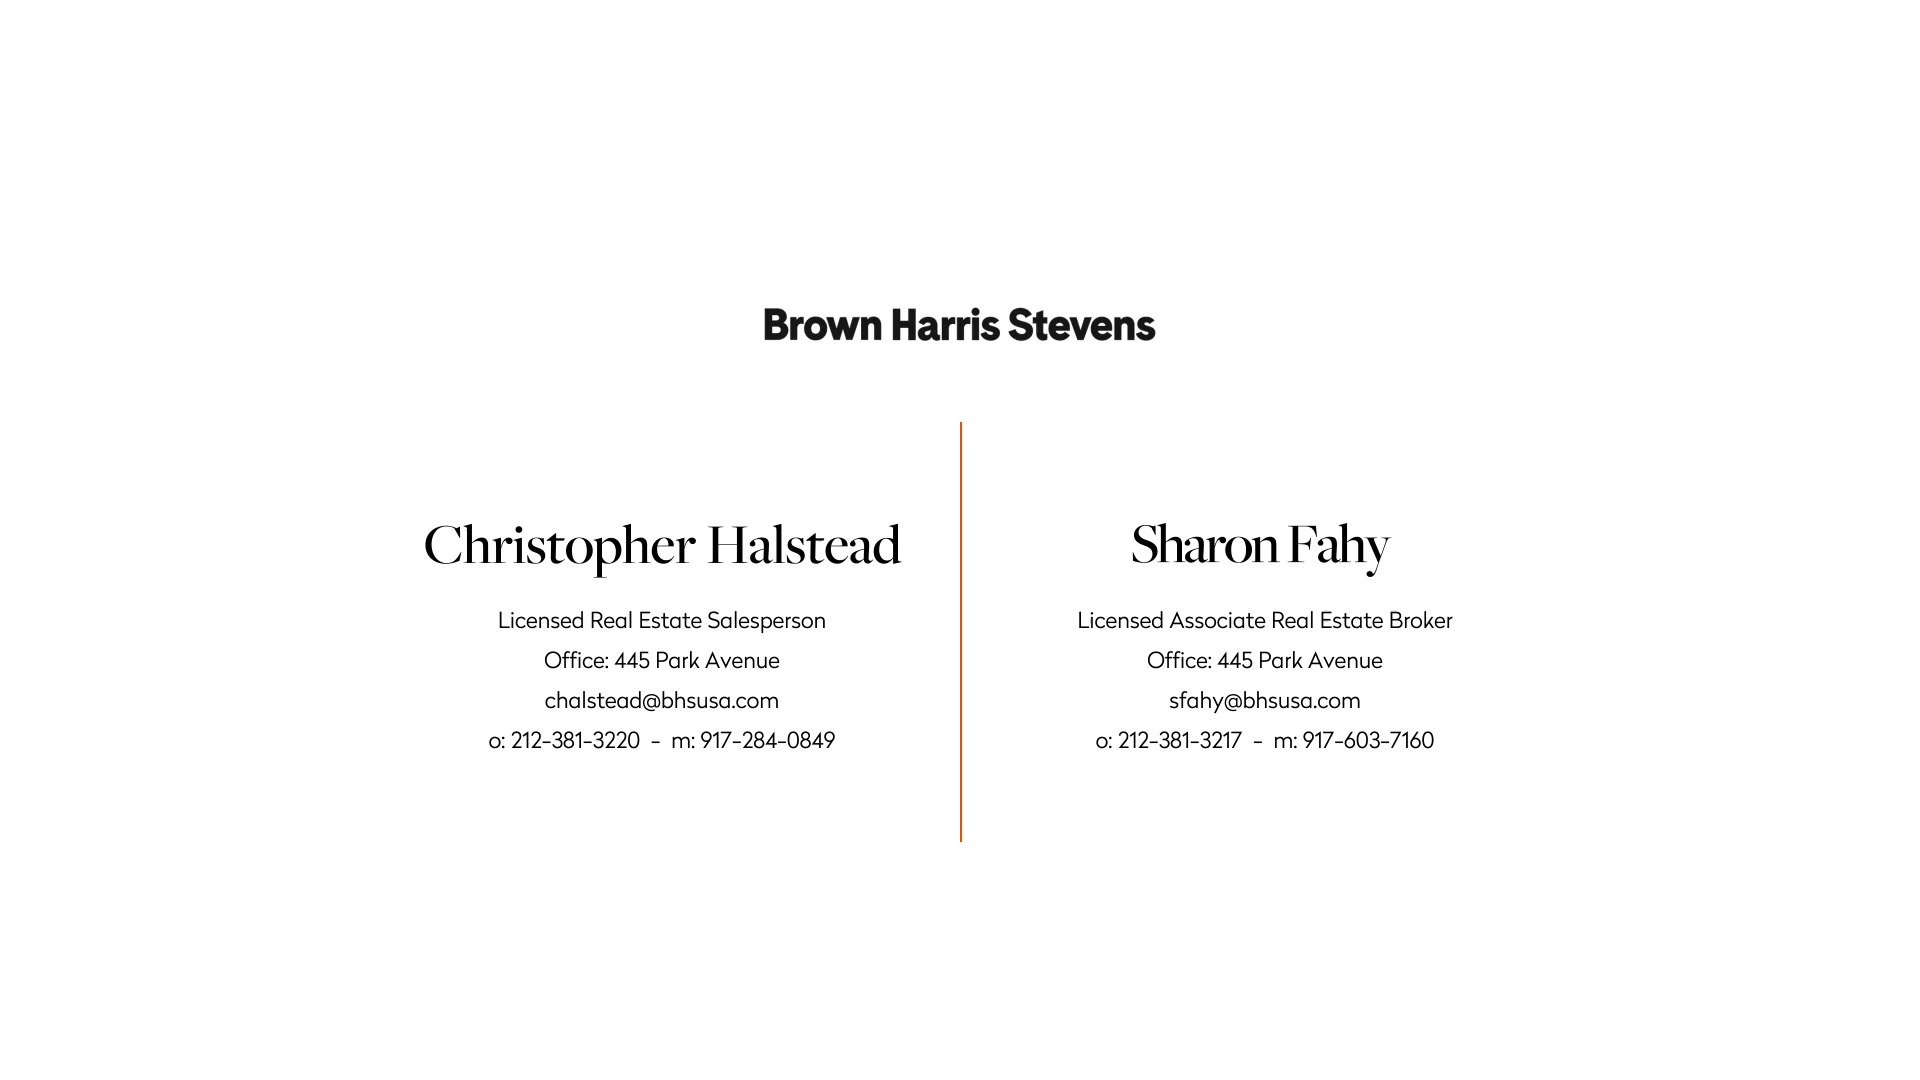 Brown Harris Stevens
Christopher Halstead
Licensed Real Estate Salesperson
Office: 445 Park Avenue
chalstead@bhsusa.com
o: 212-381-3220 - m: 917-284-0849
Sharon Fahy
Licensed Associate Real Estate Broker
Office: 445 Park Avenue
sfahy@bhsusa.com
o: 212-381-3217 - m: 917-603-7160